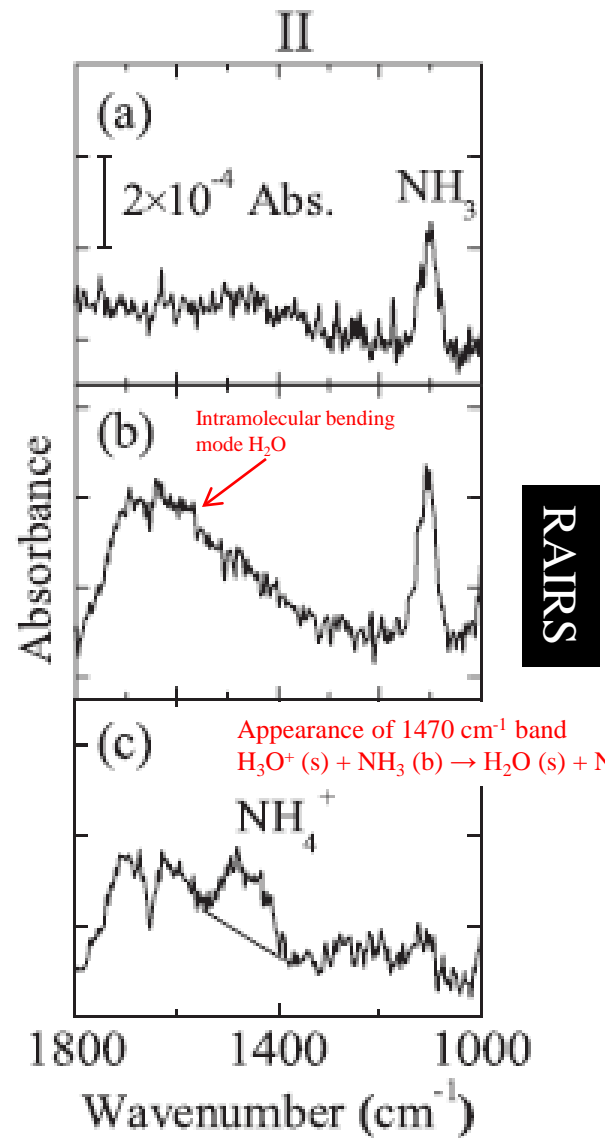 II
(a)
2×10⁻⁴ Abs.
NH₃
(b)
Intramolecular bending
mode H₂O
Absorbance
RAIRS
(c)
Appearance of 1470 cm⁻¹ band
H₃O⁺ (s) + NH₃ (b) → H₂O (s) + N
NH₄⁺
1800 1400 1000
Wavenumber (cm⁻¹)